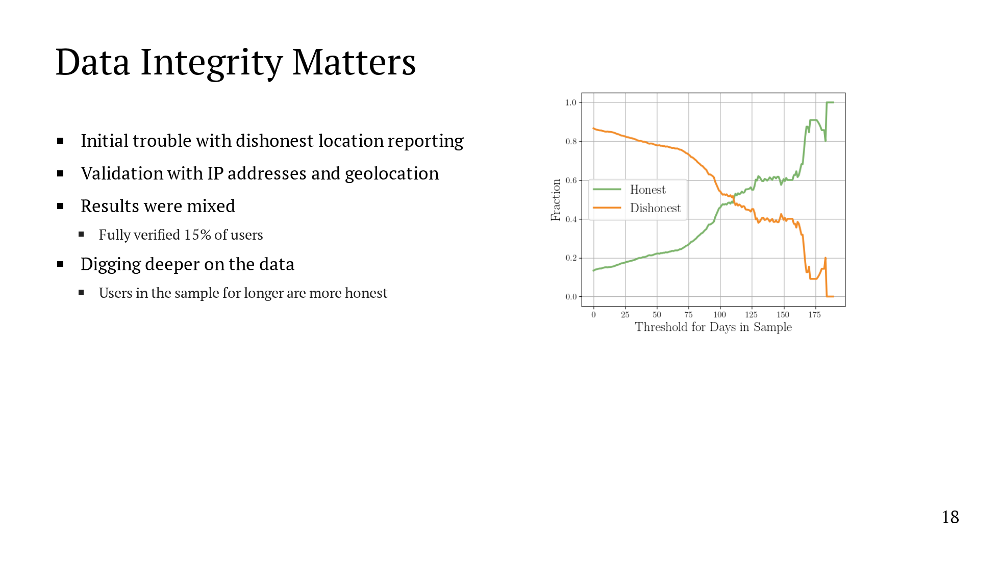 Data Integrity Matters
Initial trouble with dishonest location reporting
Validation with IP addresses and geolocation
Results were mixed
Fully verified 15% of users
Digging deeper on the data
Users in the sample for longer are more honest
1.0
0.8
0.6
0.4
0.2
0.0
Fraction
Honest
Dishonest
0 25 50 75 100 125 150 175
Threshold for Days in Sample
18